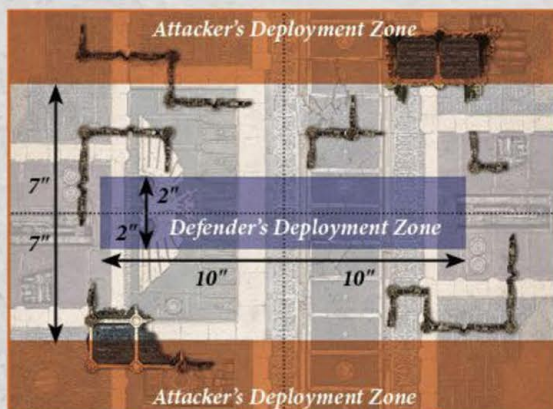 Attacker's Deployment Zone
7"
2"
2"
Defender's Deployment Zone
7"
10"
10"
Attacker's Deployment Zone